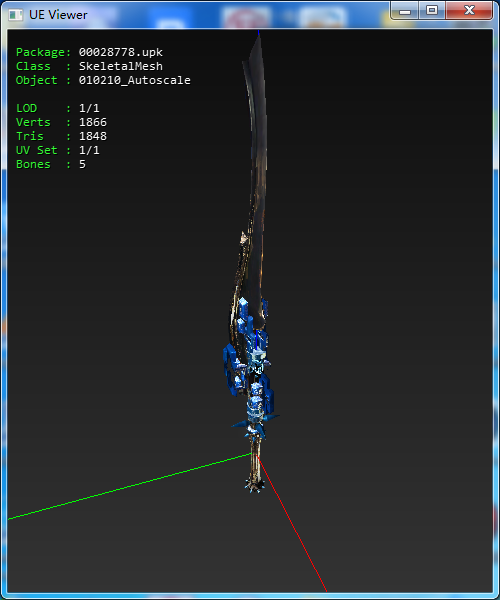 UE Viewer
Package: 00028778.upk
Class  : SkeletalMesh
Object : 010210_Autoscale
LOD    : 1/1
Verts  : 1866
Tris   : 1848
UV Set : 1/1
Bones  : 5